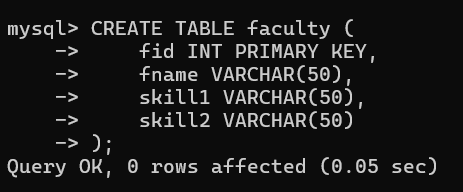 mysql> CREATE TABLE faculty (
    ->     fid INT PRIMARY KEY,
    ->     fname VARCHAR(50),
    ->     skill1 VARCHAR(50),
    ->     skill2 VARCHAR(50)
    -> );
Query OK, 0 rows affected (0.05 sec)